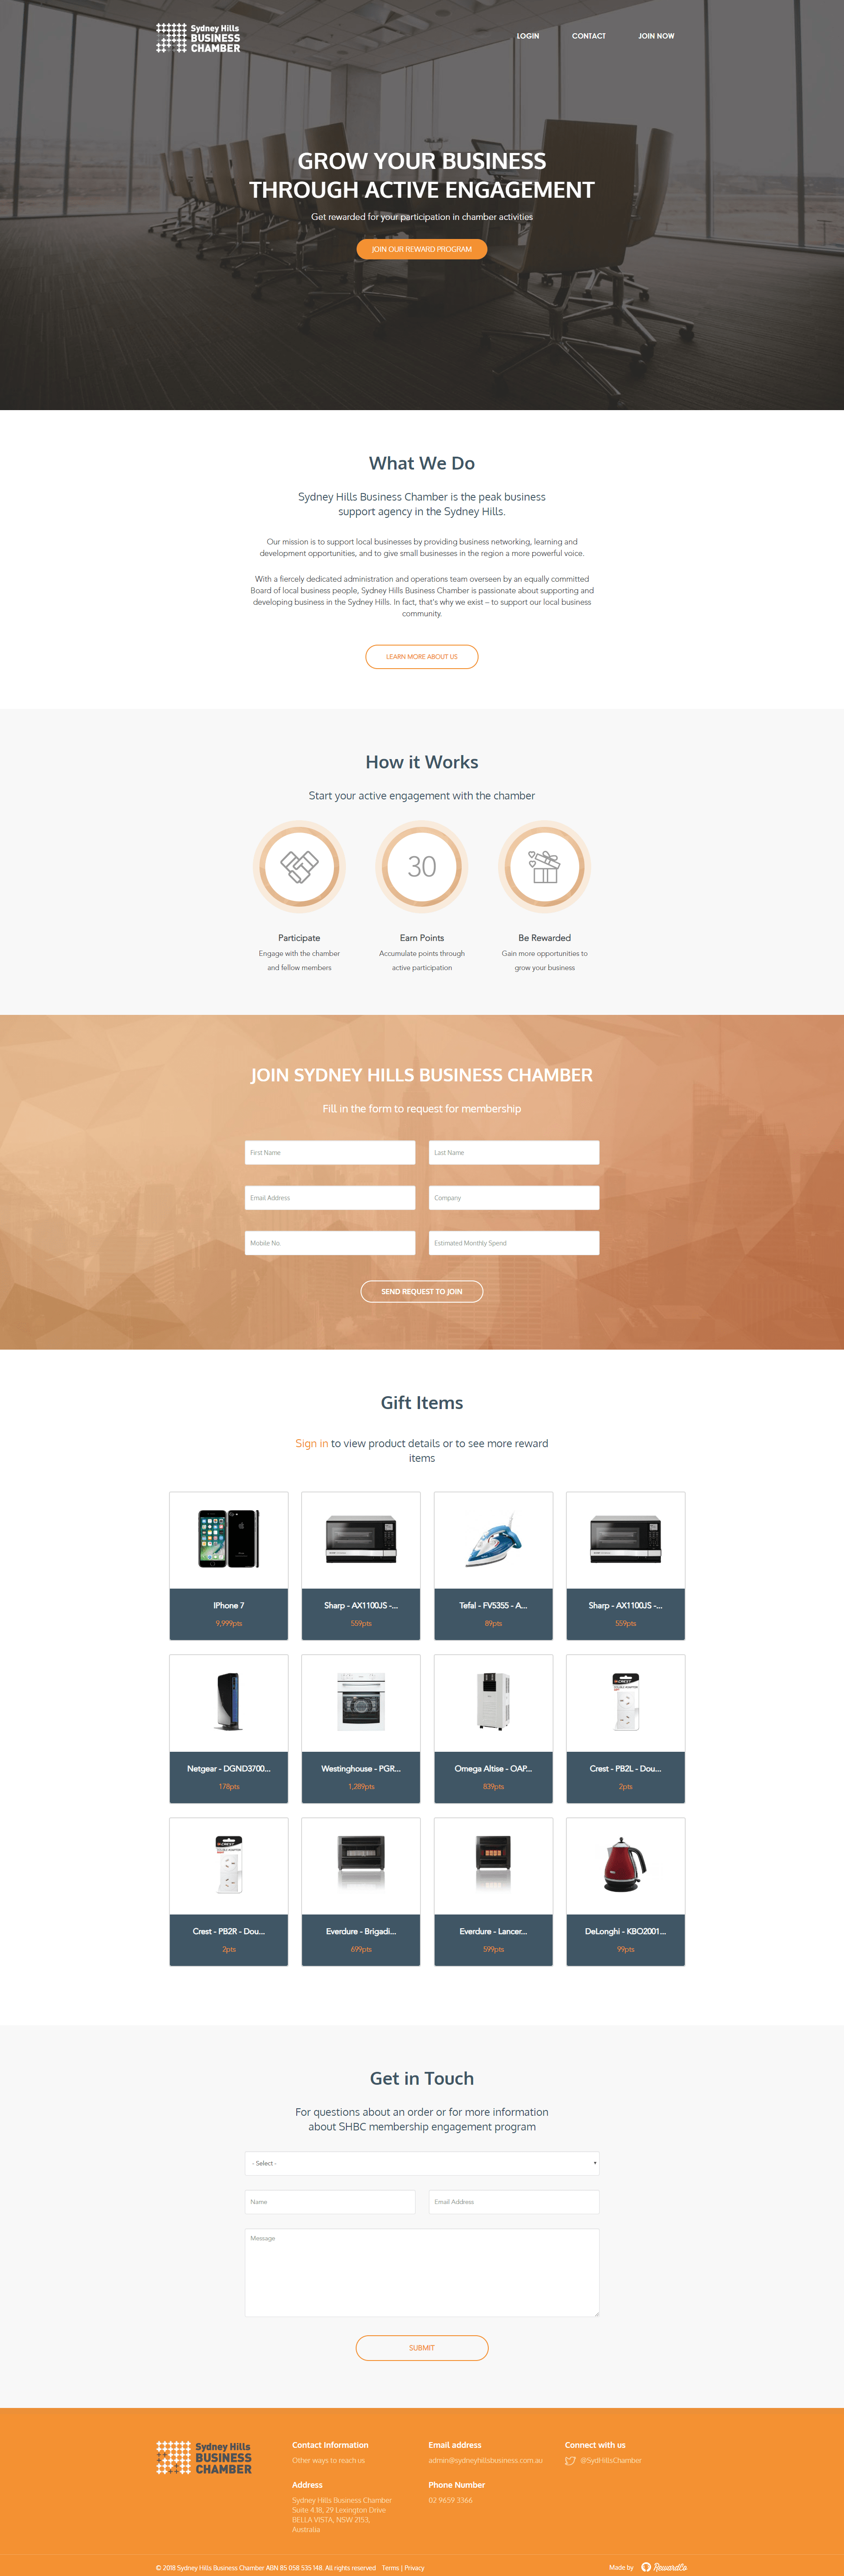 Sydney Hills
BUSINESS
CHAMBER
LOGIN
CONTACT
JOIN NOW
GROW YOUR BUSINESS
THROUGH ACTIVE ENGAGEMENT
Get rewarded for your participation in chamber activities
JOIN OUR REWARD PROGRAM
What We Do
Sydney Hills Business Chamber is the peak business
support agency in the Sydney Hills.
Our mission is to support local businesses by providing business networking, learning and
development opportunities, and to give small businesses in the region a more powerful voice.
With a fiercely dedicated administration and operations team overseen by an equally committed
Board of local business people, Sydney Hills Business Chamber is passionate about supporting and
developing business in the Sydney Hills. In fact, that's why we exist – to support our local business
community.
LEARN MORE ABOUT US
How it Works
Start your active engagement with the chamber
30
Participate
Engage with the chamber
and fellow members
Earn Points
Accumulate points through
active participation
Be Rewarded
Gain more opportunities to
grow your business
JOIN SYDNEY HILLS BUSINESS CHAMBER
Fill in the form to request for membership
First Name
Last Name
Email Address
Company
Mobile No.
Estimated Monthly Spend
SEND REQUEST TO JOIN
Gift Items
Sign in to view product details or to see more reward
items
IPhone 7
9,999pts
Sharp - AX1100JS -...
559pts
Tefal - FV5355 - A...
89pts
Sharp - AX1100JS -...
559pts
Netgear - DGND3700...
178pts
Westinghouse - PGR...
1,289pts
Omega Altise - OAP...
839pts
CREST
Crest - PB2L - Dou...
2pts
CREST
Crest - PB2R - Dou...
2pts
Everdure - Brigadi...
699pts
Everdure - Lancer...
599pts
DeLonghi - KBO2001...
99pts
Get in Touch
For questions about an order or for more information
about SHBC membership engagement program
- Select -
Name
Email Address
Message
SUBMIT
Sydney Hills
BUSINESS
CHAMBER
Contact Information
Other ways to reach us
Address
Sydney Hills Business Chamber
Suite 4.18, 29 Lexington Drive
BELLA VISTA, NSW 2153,
Australia
Email address
admin@sydneyhillsbusiness.com.au
Phone Number
02 9659 3366
Connect with us
@SydHillsChamber
© 2018 Sydney Hills Business Chamber ABN 85 058 535 148. All rights reserved
Terms | Privacy
Made by
RewardCo